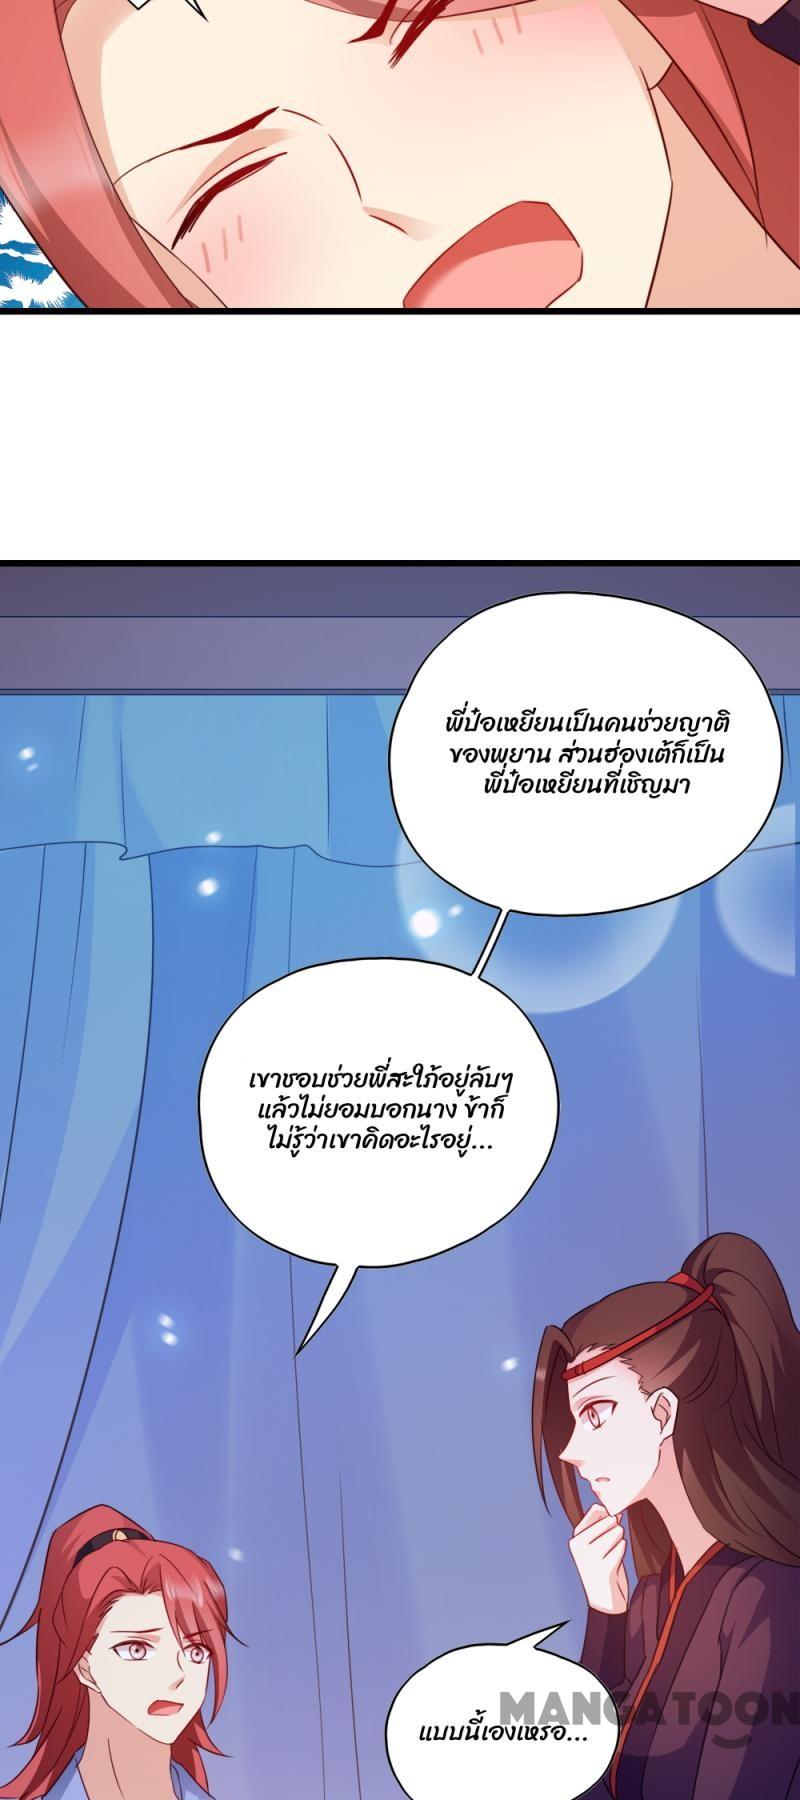 พี่ป๋อเหยียนเป็นคนช่วยญาติ
ของพยาน ส่วนฮ่องเต้ก็เป็น
พี่ป๋อเหยียนที่เชิญมา
เขาชอบช่วยพี่สะใภ้อยู่ลับๆ
แล้วไม่ยอมบอกนาง ข้าก็
ไม่รู้ว่าเขาคิดอะไรอยู่...
แบบนี้เองเหรอ...
MANGATOON